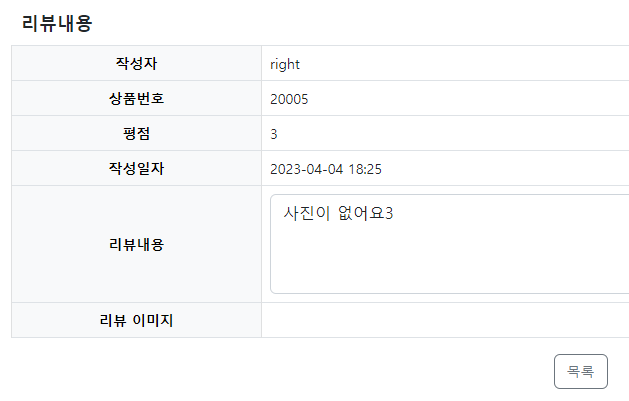 리뷰내용
작성자 right
상품번호 20005
평점 3
작성일자 2023-04-04 18:25
리뷰내용 사진이 없어요3
리뷰 이미지
목록